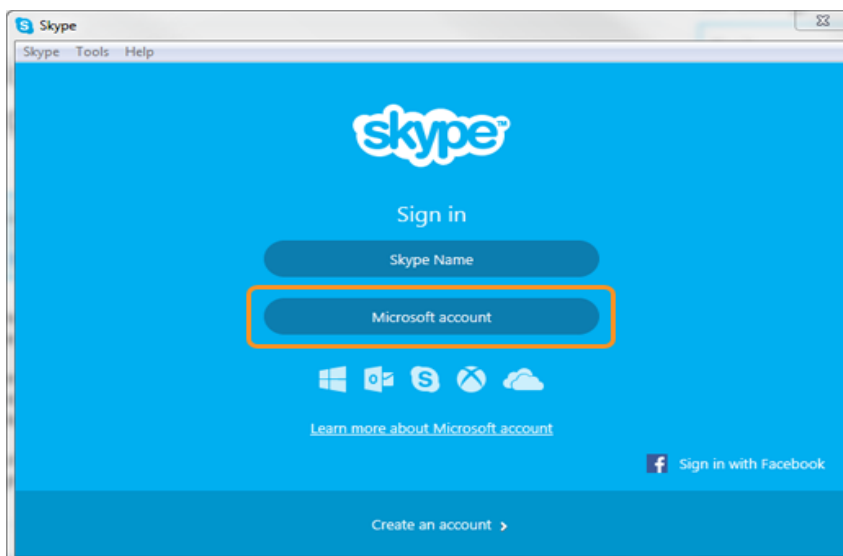 Skype
Skype Tools Help
skype™
Sign in
Skype Name
Microsoft account
Learn more about Microsoft account
Sign in with Facebook
Create an account